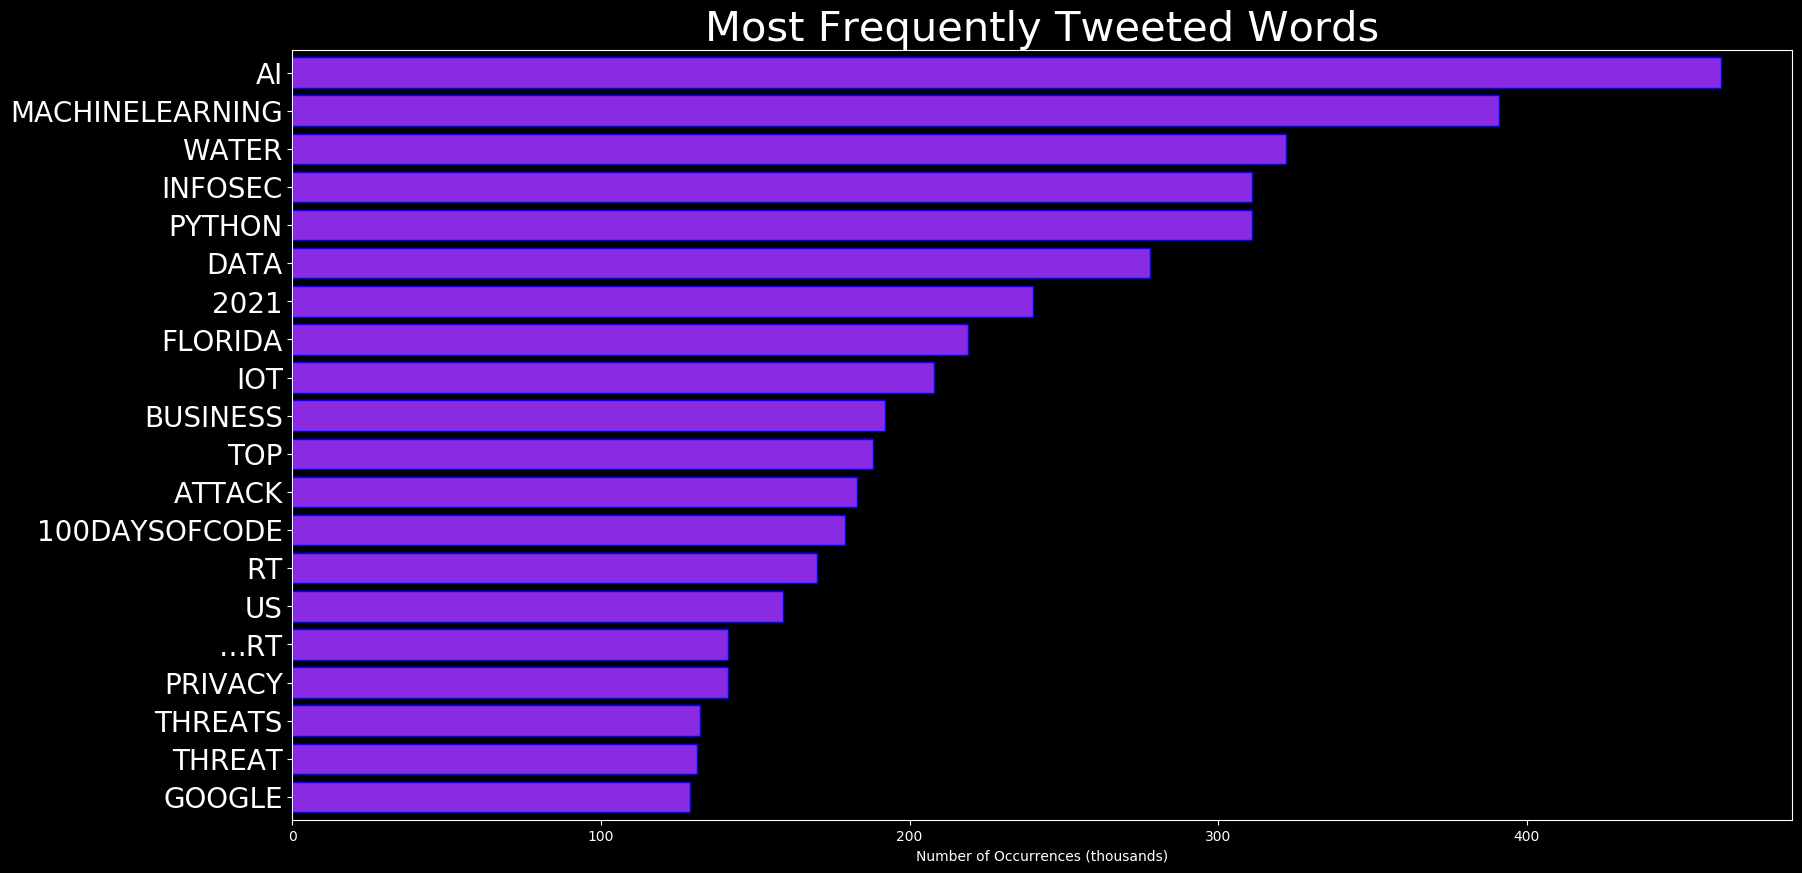 Most Frequently Tweeted Words
AI
MACHINELEARNING
WATER
INFOSEC
PYTHON
DATA
2021
FLORIDA
IOT
BUSINESS
TOP
ATTACK
100DAYSOFCODE
RT
US
...RT
PRIVACY
THREATS
THREAT
GOOGLE
0 100 200 300 400
Number of Occurrences (thousands)